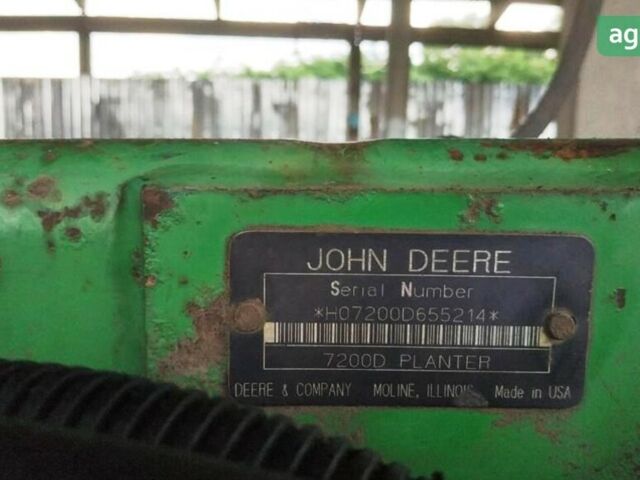 ag
JOHN DEERE
Serial Number
*H07200D655214*
7200D PLANTER
DEERE & COMPANY MOLINE, ILLINOIS Made in USA